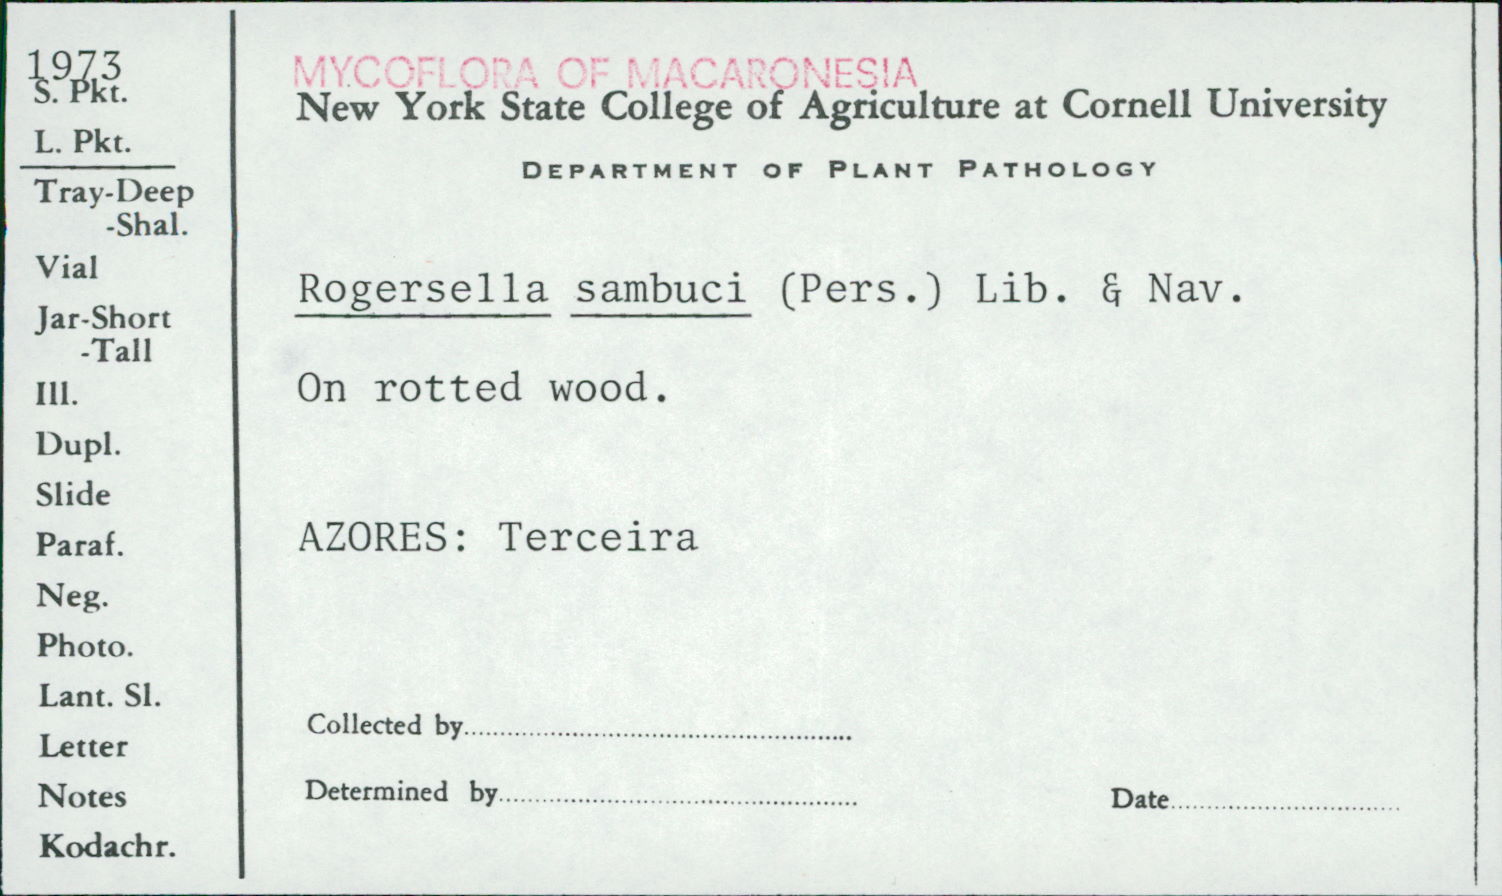 1973
S. Pkt.
L. Pkt.
Tray-Deep
-Shal.
Vial
Jar-Short
-Tall
Ill.
Dupl.
Slide
Paraf.
Neg.
Photo.
Lant. Sl.
Letter
Notes
Kodachr.
MYCOFLORA OF MACARONESIA
New York State College of Agriculture at Cornell University
DEPARTMENT OF PLANT PATHOLOGY
Rogersella sambuci (Pers.) Lib. & Nav.
On rotted wood.
AZORES: Terceira
Collected by
Determined by
Date